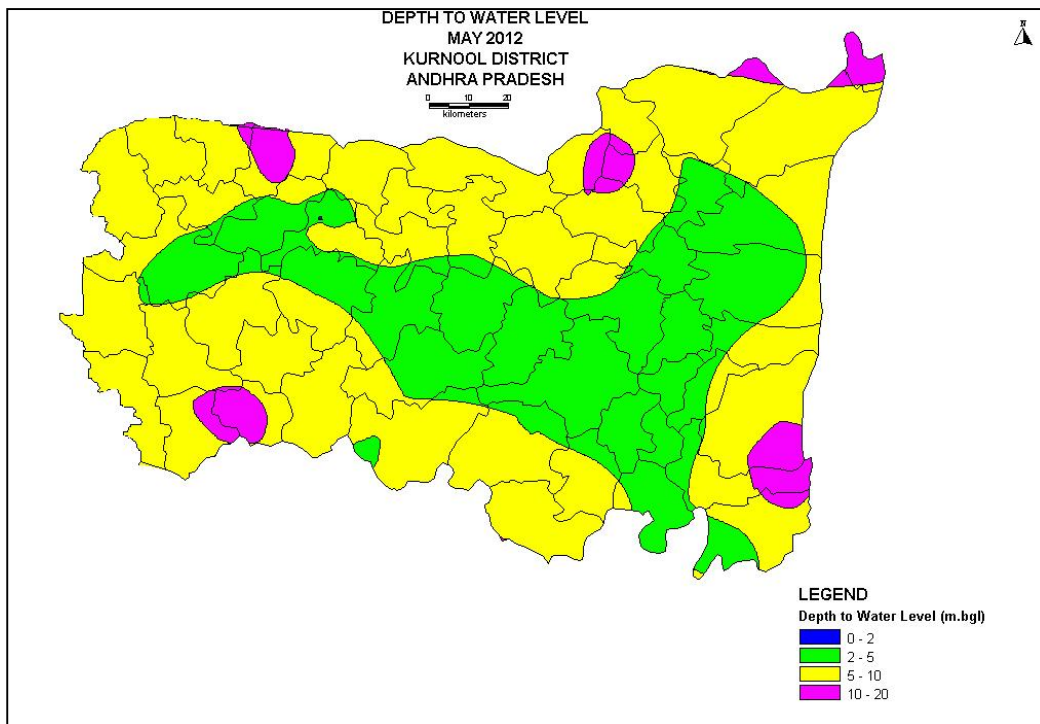 DEPTH TO WATER LEVEL
MAY 2012
KURNOOL DISTRICT
ANDHRA PRADESH
0 10 20
kilometers
N
LEGEND
Depth to Water Level (m.bgl)
0 - 2
2 - 5
5 - 10
10 - 20